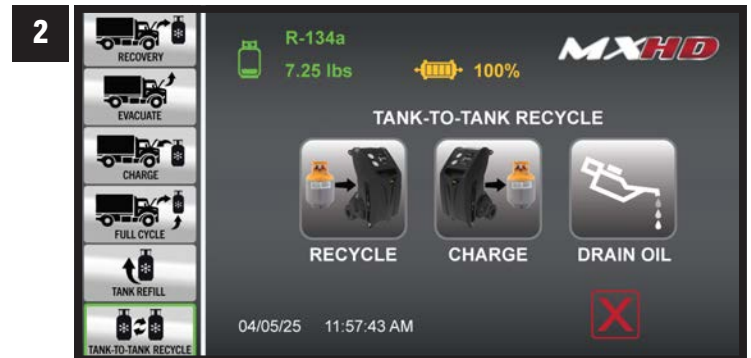 2
RECOVERY
EVACUATE
CHARGE
FULL CYCLE
TANK REFILL
TANK-TO-TANK RECYCLE
R-134a
7.25 lbs
100%
MXHD
TANK-TO-TANK RECYCLE
RECYCLE
CHARGE
DRAIN OIL
04/05/25 11:57:43 AM